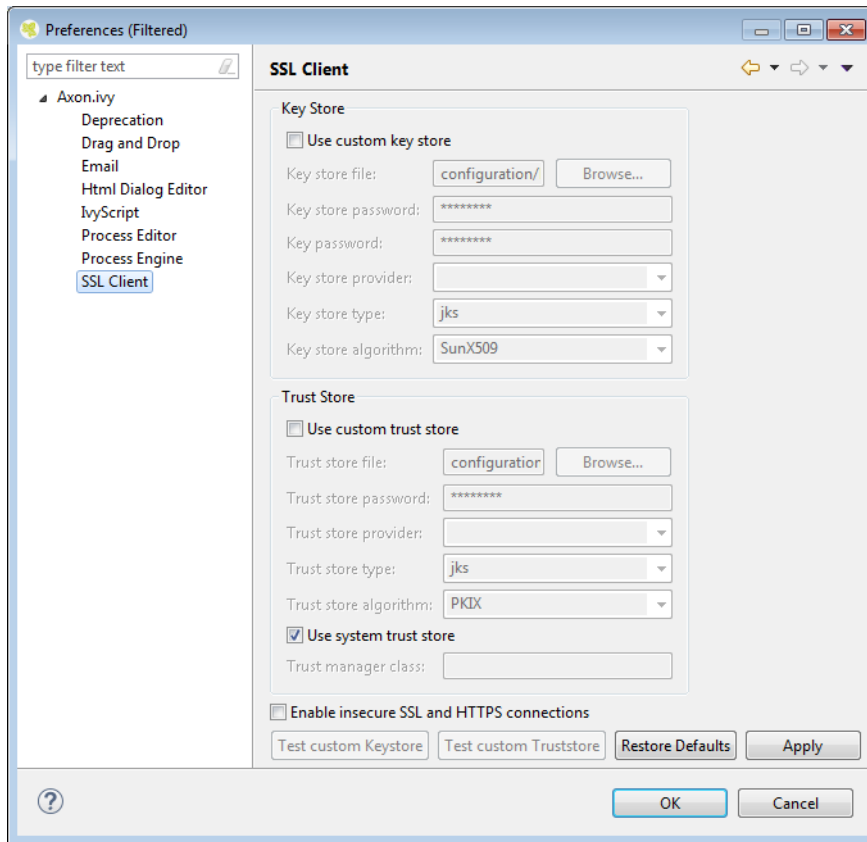 Preferences (Filtered)
type filter text
Axon.ivy
Deprecation
Drag and Drop
Email
Html Dialog Editor
IvyScript
Process Editor
Process Engine
SSL Client
SSL Client
Key Store
Use custom key store
Key store file: configuration/ Browse...
Key store password: ********
Key password: ********
Key store provider:
Key store type: jks
Key store algorithm: SunX509
Trust Store
Use custom trust store
Trust store file: configuration Browse...
Trust store password: ********
Trust store provider:
Trust store type: jks
Trust store algorithm: PKIX
Use system trust store
Trust manager class:
Enable insecure SSL and HTTPS connections
Test custom Keystore Test custom Truststore Restore Defaults Apply
? OK Cancel